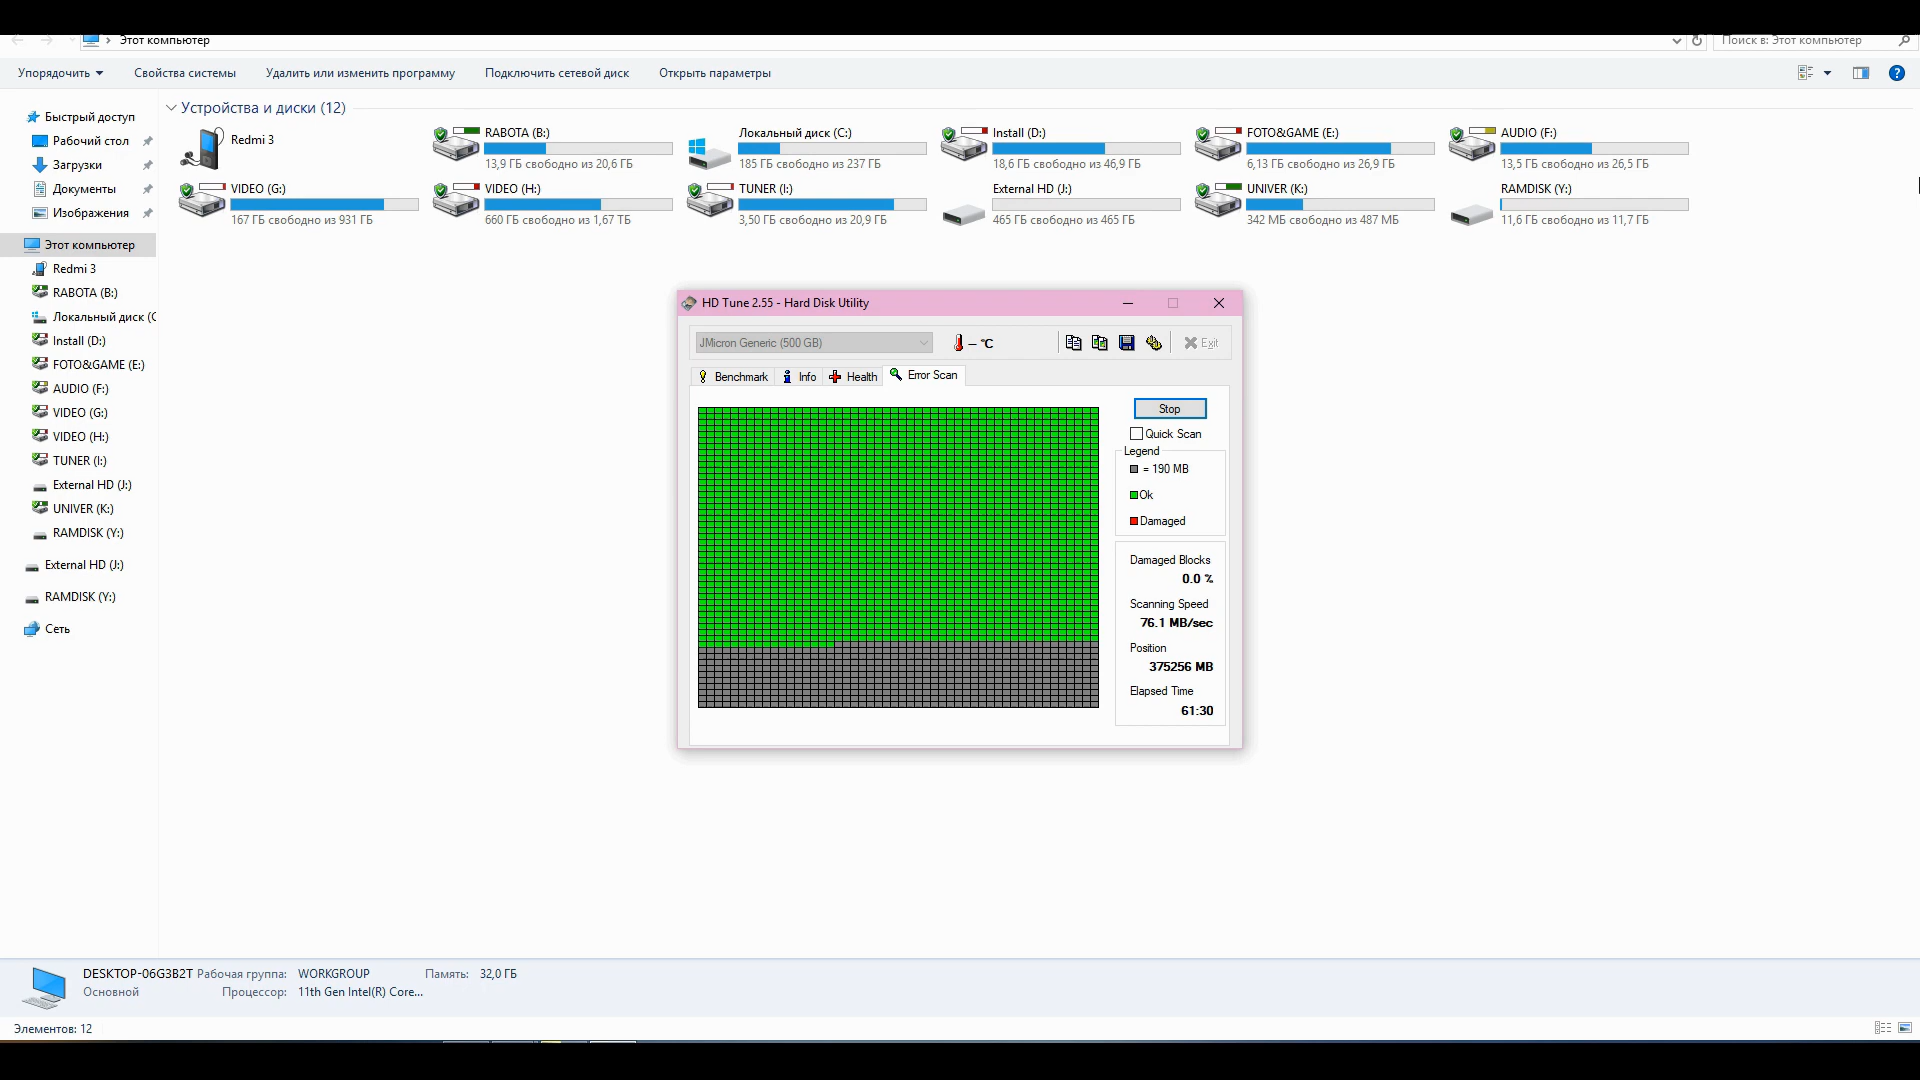 Этот компьютер
Поиск в: Этот компьютер
Упорядочить
Свойства системы
Удалить или изменить программу
Подключить сетевой диск
Открыть параметры
Быстрый доступ
Рабочий стол
Загрузки
Документы
Изображения
Этот компьютер
Redmi 3
RABOTA (B:)
Локальный диск (C
Install (D:)
FOTO&GAME (E:)
AUDIO (F:)
VIDEO (G:)
VIDEO (H:)
TUNER (I:)
External HD (J:)
UNIVER (K:)
RAMDISK (Y:)
External HD (J:)
RAMDISK (Y:)
Сеть
Устройства и диски (12)
Redmi 3
RABOTA (B:)
13,9 ГБ свободно из 20,6 ГБ
Локальный диск (C:)
185 ГБ свободно из 237 ГБ
Install (D:)
18,6 ГБ свободно из 46,9 ГБ
FOTO&GAME (E:)
6,13 ГБ свободно из 26,9 ГБ
AUDIO (F:)
13,5 ГБ свободно из 26,5 ГБ
VIDEO (G:)
167 ГБ свободно из 931 ГБ
VIDEO (H:)
660 ГБ свободно из 1,67 ТБ
TUNER (I:)
3,50 ГБ свободно из 20,9 ГБ
External HD (J:)
465 ГБ свободно из 465 ГБ
UNIVER (K:)
342 МБ свободно из 487 МБ
RAMDISK (Y:)
11,6 ГБ свободно из 11,7 ГБ
HD Tune 2.55 - Hard Disk Utility
JMicron Generic (500 GB)
– °C
Exit
Benchmark
Info
Health
Error Scan
Stop
Quick Scan
Legend
= 190 MB
Ok
Damaged
Damaged Blocks
0.0 %
Scanning Speed
76.1 MB/sec
Position
375256 MB
Elapsed Time
61:30
DESKTOP-06G3B2T Рабочая группа: WORKGROUP Память: 32,0 ГБ
Основной Процессор: 11th Gen Intel(R) Core...
Элементов: 12